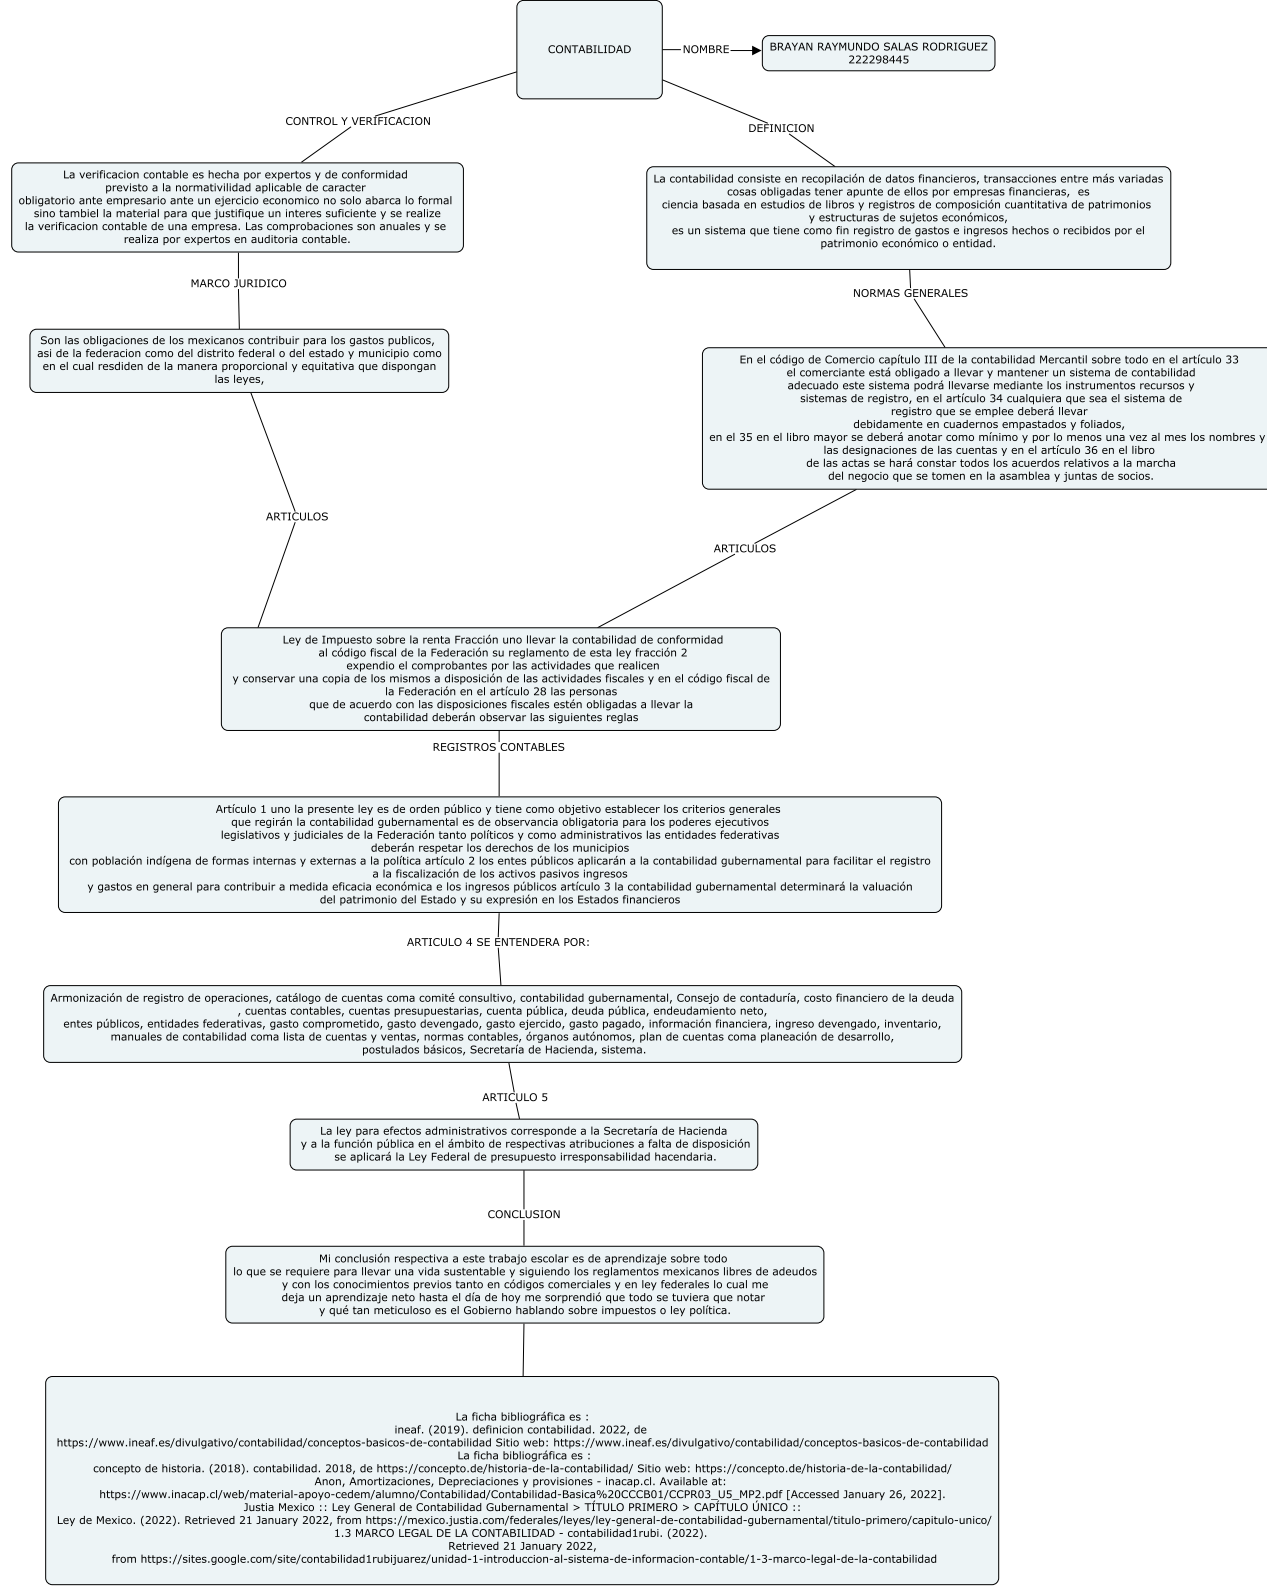 CONTABILIDAD
NOMBRE
BRAYAN RAYMUNDO SALAS RODRIGUEZ
222298445
CONTROL Y VERIFICACION
DEFINICION
La verificacion contable es hecha por expertos y de conformidad
previsto a la normativilidad aplicable de caracter
obligatorio ante empresario ante un ejercicio economico no solo abarca lo formal
sino tambiel la material para que justifique un interes suficiente y se realize
la verificacion contable de una empresa. Las comprobaciones son anuales y se
realiza por expertos en auditoria contable.
La contabilidad consiste en recopilación de datos financieros, transacciones entre más variadas
cosas obligadas tener apunte de ellos por empresas financieras, es
ciencia basada en estudios de libros y registros de composición cuantitativa de patrimonios
y estructuras de sujetos económicos,
es un sistema que tiene como fin registro de gastos e ingresos hechos o recibidos por el
patrimonio económico o entidad.
MARCO JURIDICO
NORMAS GENERALES
Son las obligaciones de los mexicanos contribuir para los gastos publicos,
asi de la federacion como del distrito federal o del estado y municipio como
en el cual resdiden de la manera proporcional y equitativa que dispongan
las leyes,
En el código de Comercio capítulo III de la contabilidad Mercantil sobre todo en el artículo 33
el comerciante está obligado a llevar y mantener un sistema de contabilidad
adecuado este sistema podrá llevarse mediante los instrumentos recursos y
sistemas de registro, en el artículo 34 cualquiera que sea el sistema de
registro que se emplee deberá llevar
debidamente en cuadernos empastados y foliados,
en el 35 en el libro mayor se deberá anotar como mínimo y por lo menos una vez al mes los nombres y
las designaciones de las cuentas y en el artículo 36 en el libro
de las actas se hará constar todos los acuerdos relativos a la marcha
del negocio que se tomen en la asamblea y juntas de socios.
ARTICULOS
ARTICULOS
Ley de Impuesto sobre la renta Fracción uno llevar la contabilidad de conformidad
al código fiscal de la Federación su reglamento de esta ley fracción 2
expendio el comprobantes por las actividades que realicen
y conservar una copia de los mismos a disposición de las actividades fiscales y en el código fiscal de
la Federación en el artículo 28 las personas
que de acuerdo con las disposiciones fiscales estén obligadas a llevar la
contabilidad deberán observar las siguientes reglas
REGISTROS CONTABLES
Artículo 1 uno la presente ley es de orden público y tiene como objetivo establecer los criterios generales
que regirán la contabilidad gubernamental es de observancia obligatoria para los poderes ejecutivos
legislativos y judiciales de la Federación tanto políticos y como administrativos las entidades federativas
deberán respetar los derechos de los municipios
con población indígena de formas internas y externas a la política artículo 2 los entes públicos aplicarán a la contabilidad gubernamental para facilitar el registro
a la fiscalización de los activos pasivos ingresos
y gastos en general para contribuir a medida eficacia económica e los ingresos públicos artículo 3 la contabilidad gubernamental determinará la valuación
del patrimonio del Estado y su expresión en los Estados financieros
ARTICULO 4 SE ENTENDERA POR:
Armonización de registro de operaciones, catálogo de cuentas coma comité consultivo, contabilidad gubernamental, Consejo de contaduría, costo financiero de la deuda
, cuentas contables, cuentas presupuestarias, cuenta pública, deuda pública, endeudamiento neto,
entes públicos, entidades federativas, gasto comprometido, gasto devengado, gasto ejercido, gasto pagado, información financiera, ingreso devengado, inventario,
manuales de contabilidad coma lista de cuentas y ventas, normas contables, órganos autónomos, plan de cuentas coma planeación de desarrollo,
postulados básicos, Secretaría de Hacienda, sistema.
ARTICULO 5
La ley para efectos administrativos corresponde a la Secretaría de Hacienda
y a la función pública en el ámbito de respectivas atribuciones a falta de disposición
se aplicará la Ley Federal de presupuesto irresponsabilidad hacendaria.
CONCLUSION
Mi conclusión respectiva a este trabajo escolar es de aprendizaje sobre todo
lo que se requiere para llevar una vida sustentable y siguiendo los reglamentos mexicanos libres de adeudos
y con los conocimientos previos tanto en códigos comerciales y en ley federales lo cual me
deja un aprendizaje neto hasta el día de hoy me sorprendió que todo se tuviera que notar
y qué tan meticuloso es el Gobierno hablando sobre impuestos o ley política.
La ficha bibliográfica es :
ineaf. (2019). definicion contabilidad. 2022, de
https://www.ineaf.es/divulgativo/contabilidad/conceptos-basicos-de-contabilidad Sitio web: https://www.ineaf.es/divulgativo/contabilidad/conceptos-basicos-de-contabilidad
La ficha bibliográfica es :
concepto de historia. (2018). contabilidad. 2018, de https://concepto.de/historia-de-la-contabilidad/ Sitio web: https://concepto.de/historia-de-la-contabilidad/
Anon, Amortizaciones, Depreciaciones y provisiones - inacap.cl. Available at:
https://www.inacap.cl/web/material-apoyo-cedem/alumno/Contabilidad/Contabilidad-Basica%20CCCB01/CCPR03_U5_MP2.pdf [Accessed January 26, 2022].
Justia Mexico :: Ley General de Contabilidad Gubernamental > TÍTULO PRIMERO > CAPÍTULO ÚNICO ::
Ley de Mexico. (2022). Retrieved 21 January 2022, from https://mexico.justia.com/federales/leyes/ley-general-de-contabilidad-gubernamental/titulo-primero/capitulo-unico/
1.3 MARCO LEGAL DE LA CONTABILIDAD - contabilidad1rubi. (2022).
Retrieved 21 January 2022,
from https://sites.google.com/site/contabilidad1rubijuarez/unidad-1-introduccion-al-sistema-de-informacion-contable/1-3-marco-legal-de-la-contabilidad